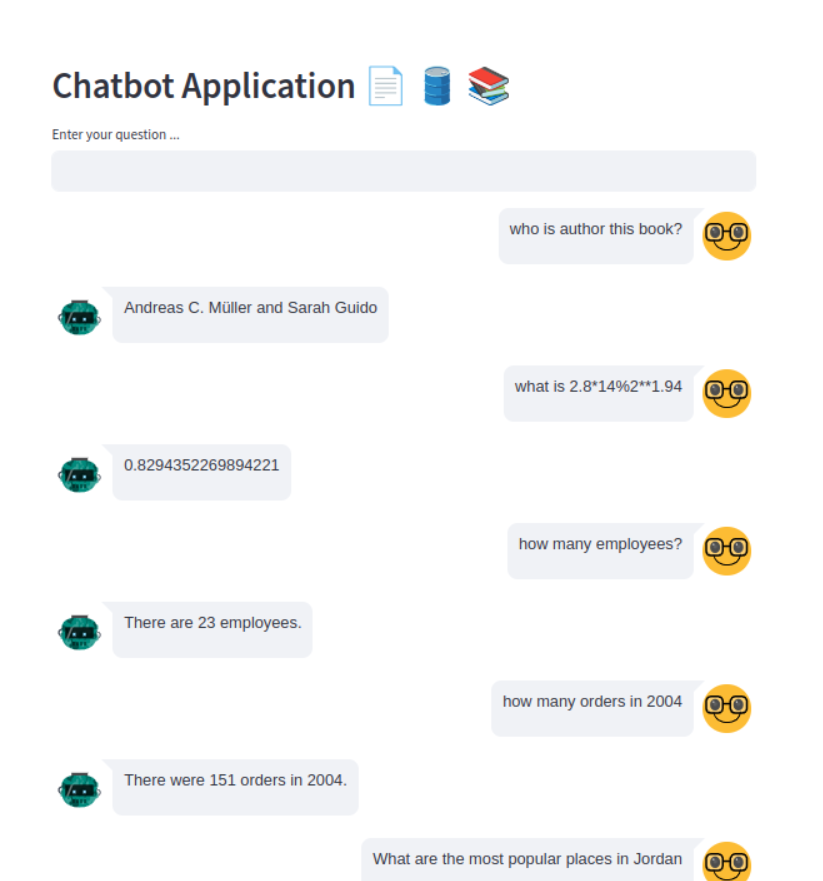 Chatbot Application 📄 🛢️ 📚
Enter your question ...
who is author this book?
Andreas C. Müller and Sarah Guido
what is 2.8*14%2**1.94
0.8294352269894221
how many employees?
There are 23 employees.
how many orders in 2004
There were 151 orders in 2004.
What are the most popular places in Jordan